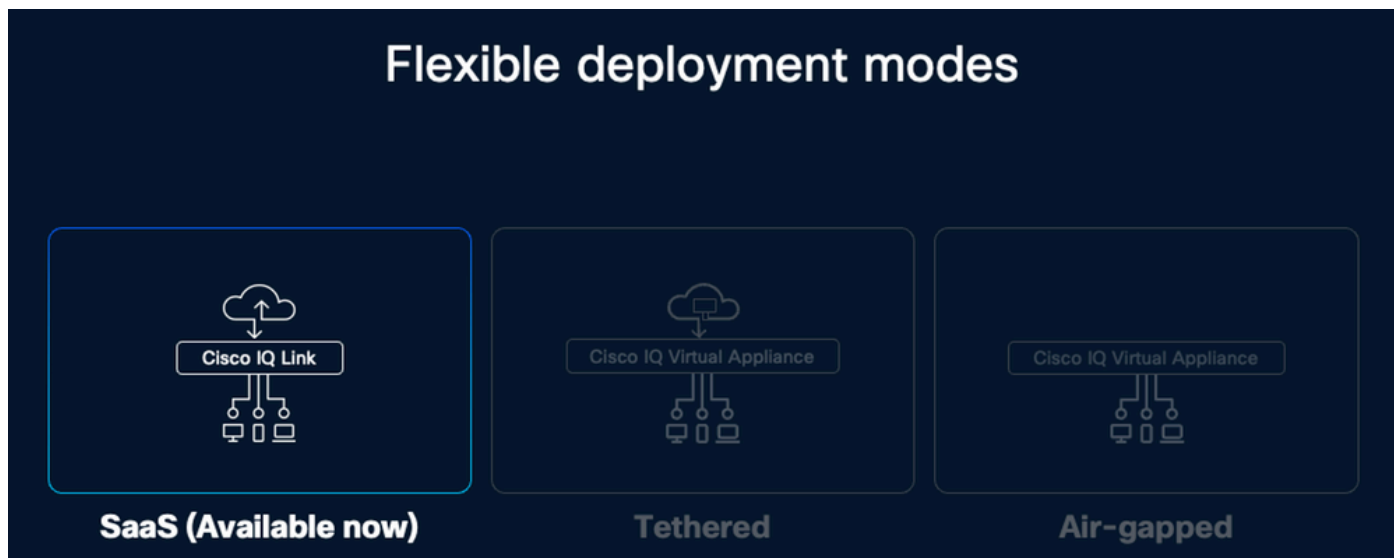 Flexible deployment modes
Cisco IQ Link
Cisco IQ Virtual Appliance
Cisco IQ Virtual Appliance
SaaS (Available now)
Tethered
Air-gapped